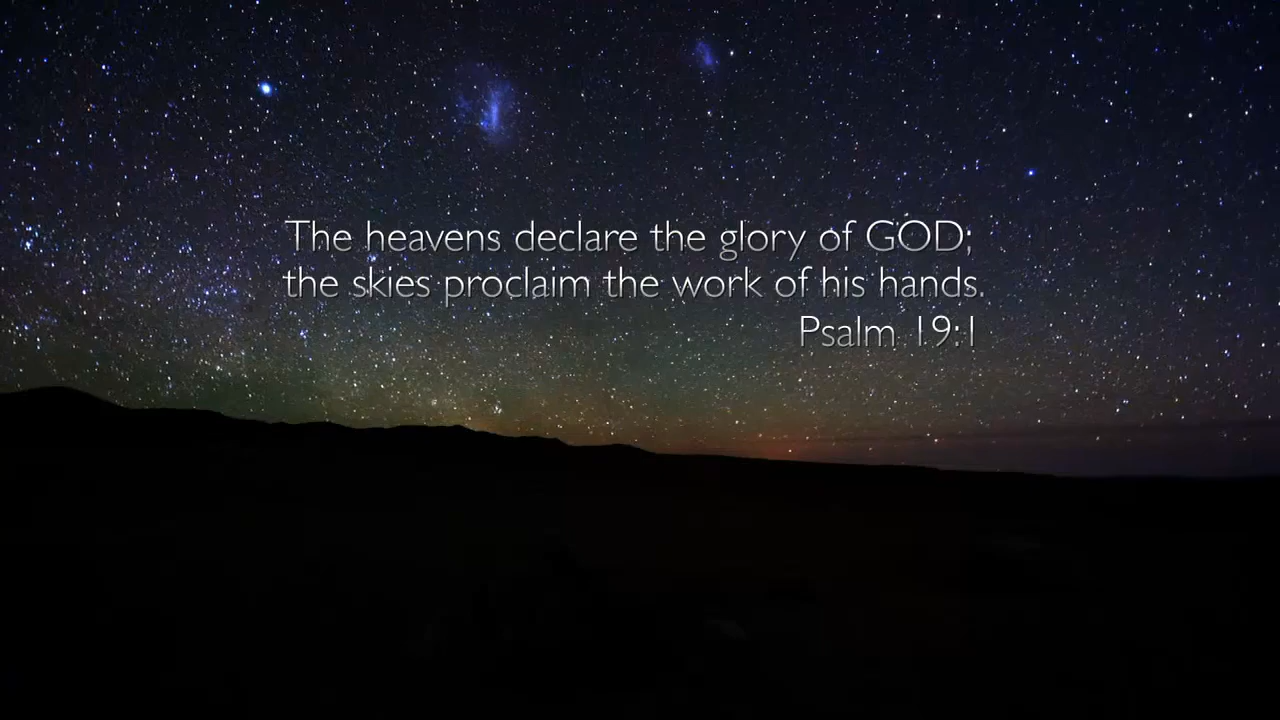 The heavens declare the glory of GOD;
the skies proclaim the work of his hands.
Psalm 19:1